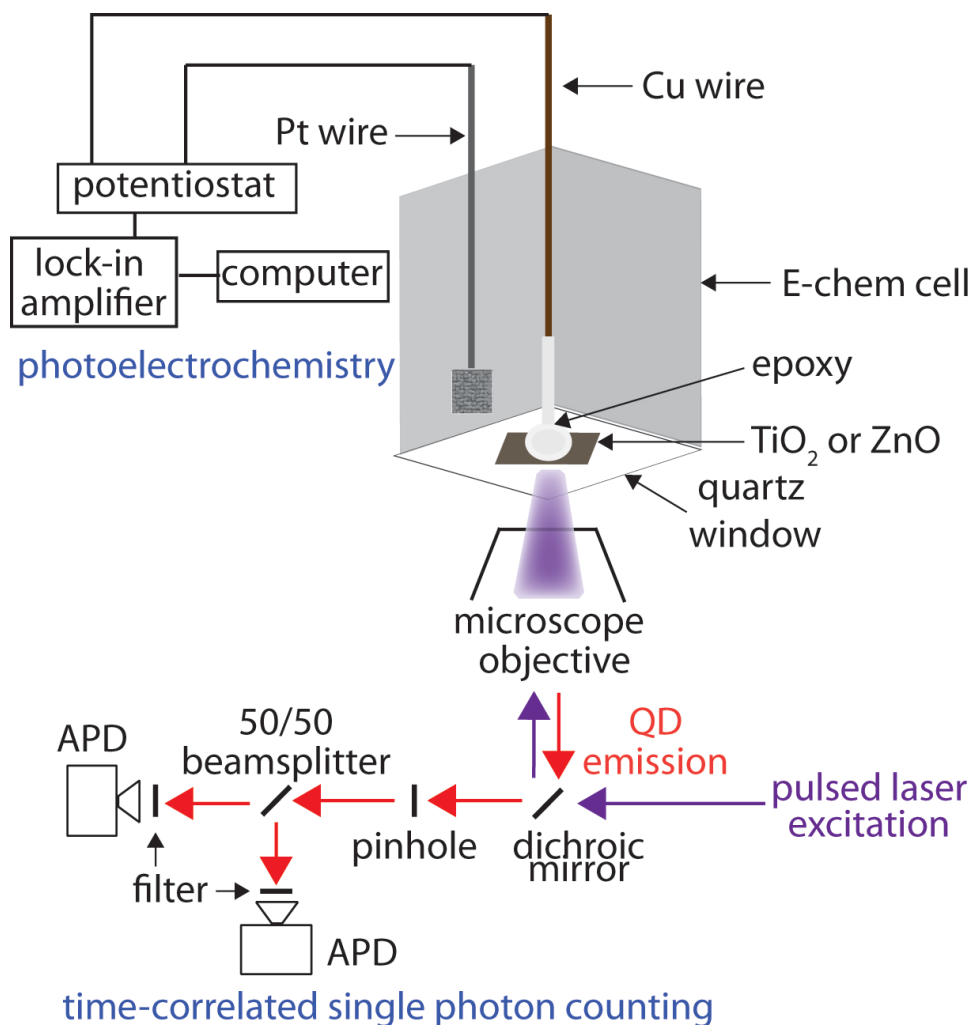 Cu wire
Pt wire
potentiostat
lock-in
amplifier
computer
E-chem cell
photoelectrochemistry
epoxy
TiO₂ or ZnO
quartz
window
microscope
objective
APD
50/50
beamsplitter
QD
emission
pulsed laser
excitation
pinhole
dichroic
mirror
filter
APD
time-correlated single photon counting